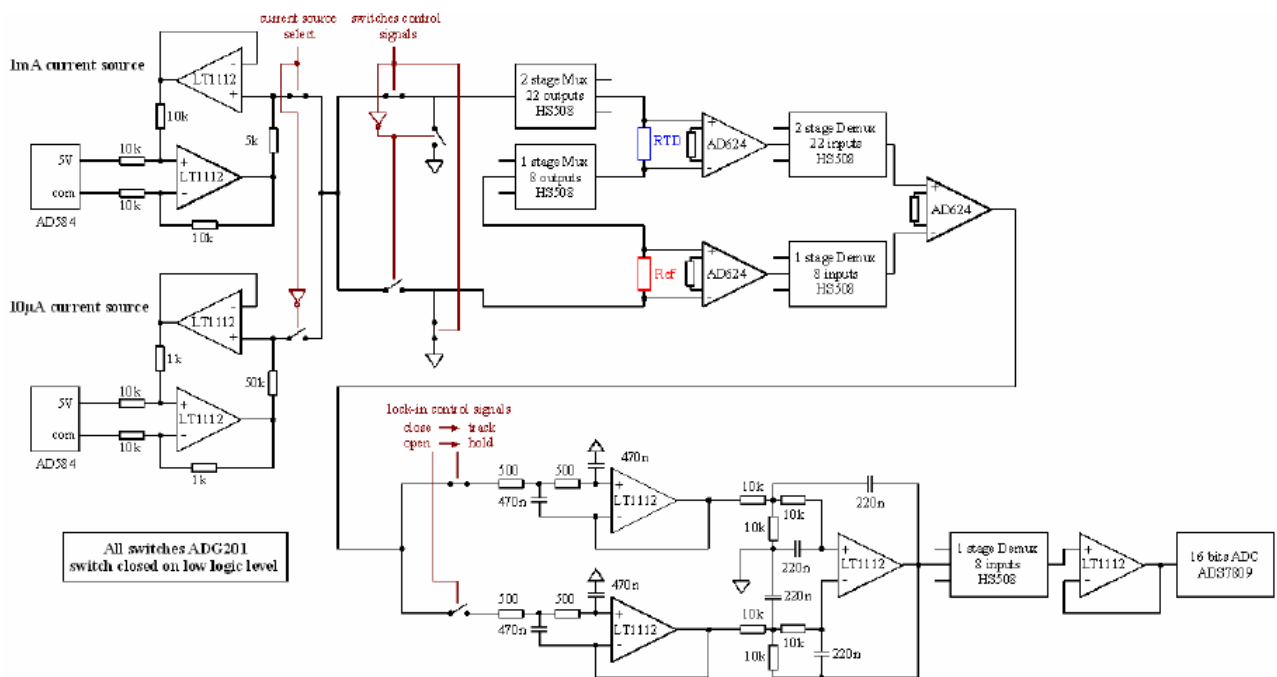 current source
select
switches control
signals
1mA current source
LT1112
-
+
10k
5k
5V
com
AD584
10k
10k
+
-
LT1112
10k
2 stage Mux
22 outputs
HS508
RTD
+
-
AD624
2 stage Demux
22 inputs
HS508
1 stage Mux
8 outputs
HS508
+
-
AD624
Ref
+
-
AD624
1 stage Demux
8 inputs
HS508
10µA current source
-
+
LT1112
1k
50k
5V
com
AD584
10k
10k
+
-
LT1112
1k
lock-in control signals
close → track
open → hold
500
500
470n
470n
+
-
LT1112
10k
10k
10k
220n
220n
220n
+
-
LT1112
500
500
470n
470n
+
-
LT1112
10k
10k
10k
220n
1 stage Demux
8 inputs
HS508
+
-
LT1112
16 bits ADC
ADS7809
All switches ADG201
switch closed on low logic level